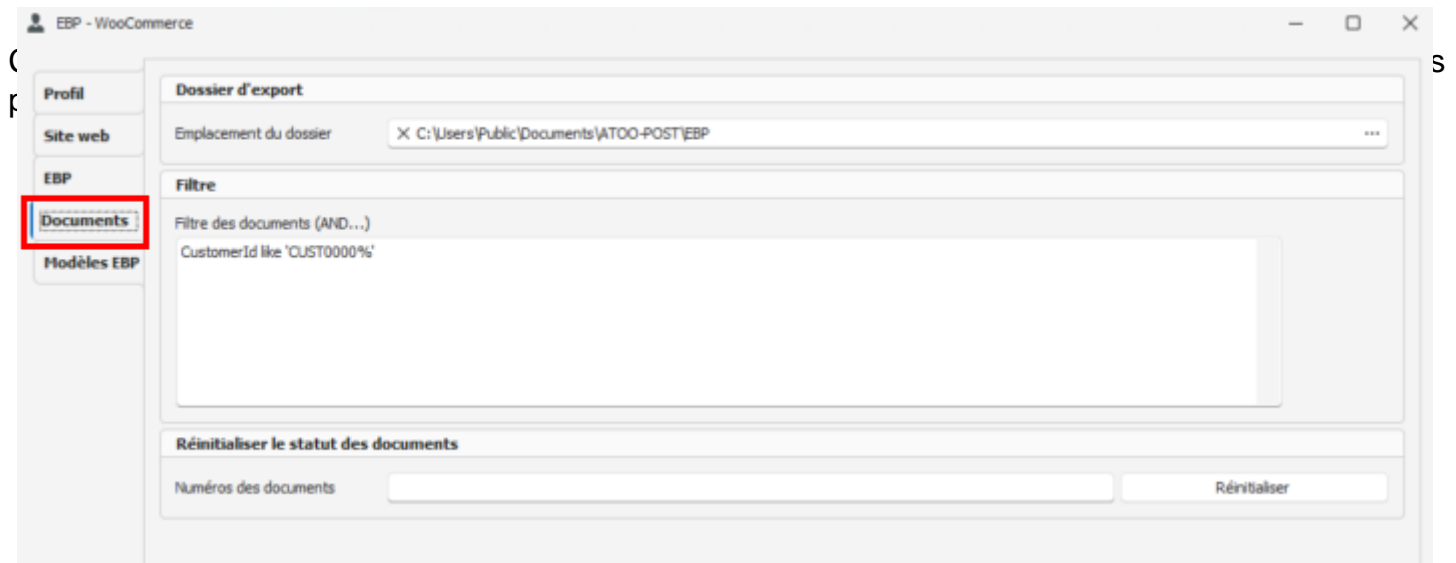 EBP - WooCommerce
Profil
Site web
EBP
Documents
Modèles EBP
Dossier d'export
Emplacement du dossier C:\Users\Public\Documents\ATOO-POST\EBP ...
Filtre
Filtre des documents (AND...)
CustomerId like 'CUST0000%'
Réinitialiser le statut des documents
Numéros des documents Réinitialiser